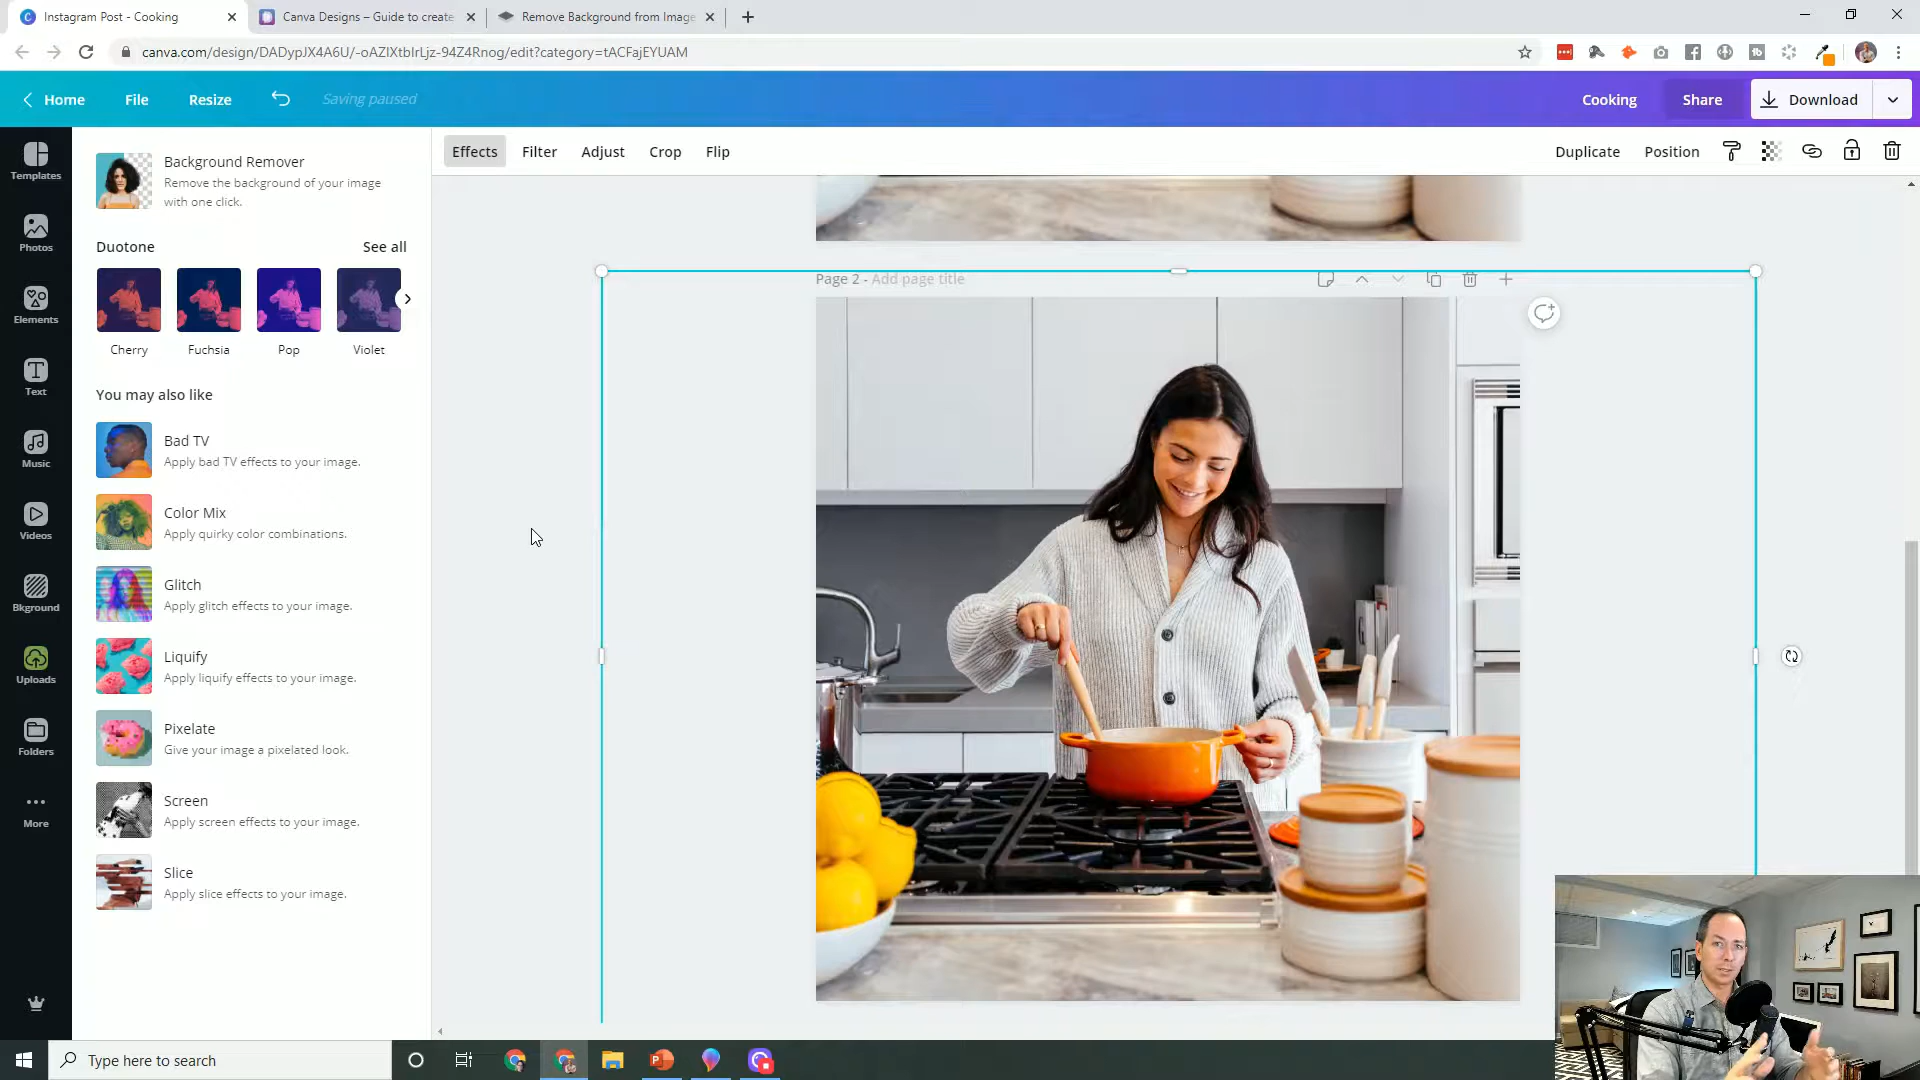 Instagram Post - Cooking
Canva Designs – Guide to create
Remove Background from Image
canva.com/design/DADypJX4A6U/-oAZIXtbIrLjz-94Z4Rnog/edit?category=tACFajEYUAM
Home
File
Resize
Saving paused
Cooking
Share
Download
Templates
Photos
Elements
Text
Music
Videos
Bkground
Uploads
Folders
More
Background Remover
Remove the background of your image
with one click.
Duotone
See all
Cherry
Fuchsia
Pop
Violet
You may also like
Bad TV
Apply bad TV effects to your image.
Color Mix
Apply quirky color combinations.
Glitch
Apply glitch effects to your image.
Liquify
Apply liquify effects to your image.
Pixelate
Give your image a pixelated look.
Screen
Apply screen effects to your image.
Slice
Apply slice effects to your image.
Effects
Filter
Adjust
Crop
Flip
Duplicate
Position
Page 2 - Add page title
Type here to search